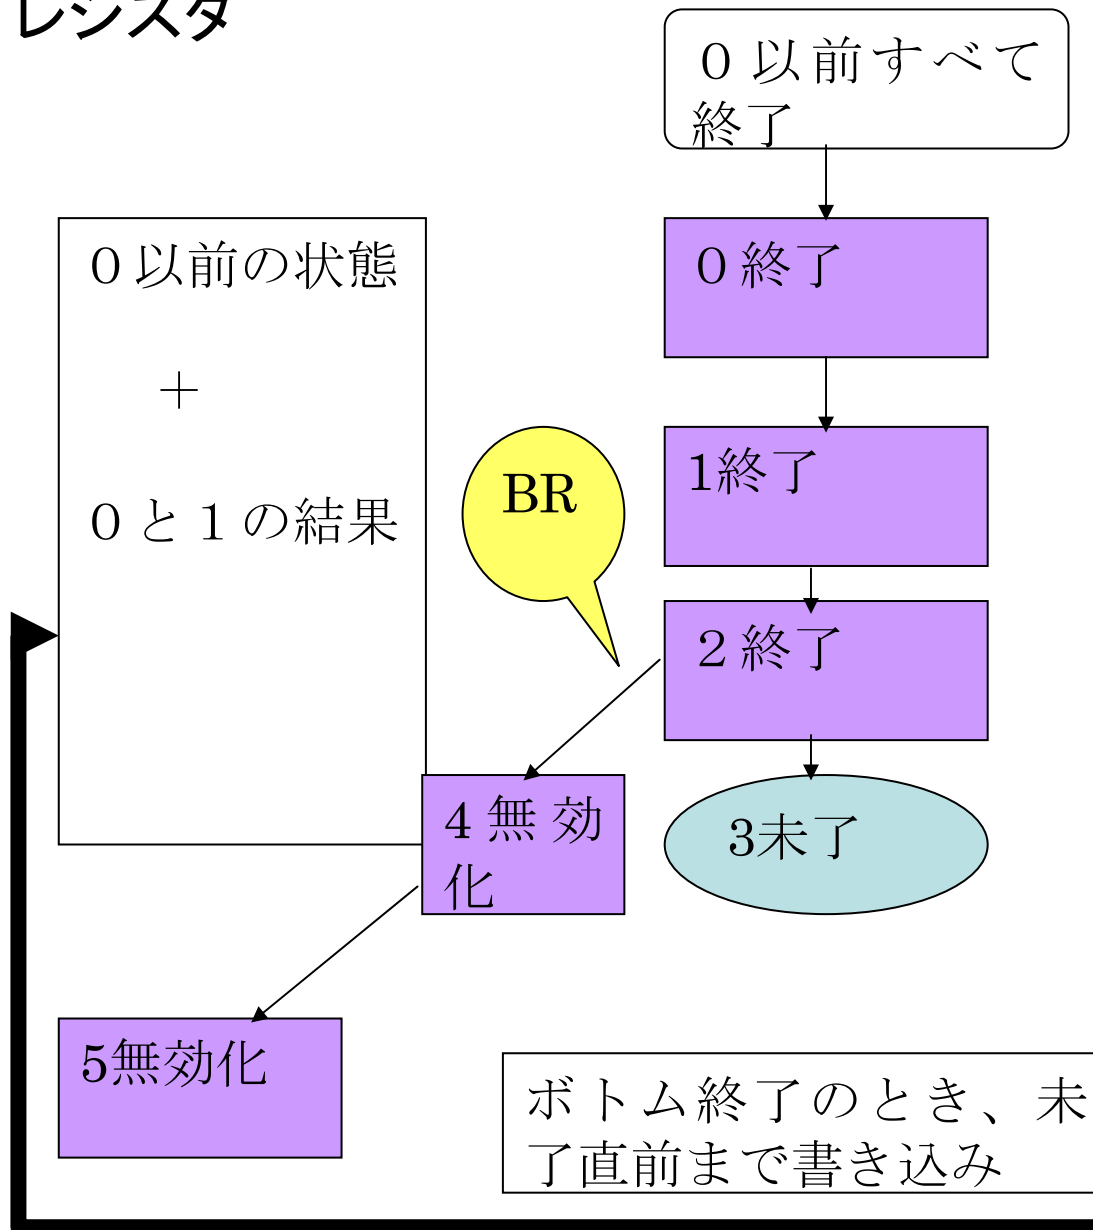 レジスタ
０以前すべて
終了
０以前の状態
＋
０と１の結果
０終了
1終了
BR
２終了
４無効
化
3未了
5無効化
ボトム終了のとき、未
了直前まで書き込み